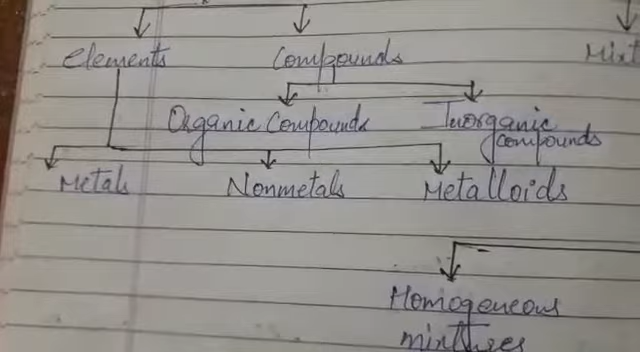 Elements Compounds
Organic Compounds Inorganic
compounds
Metals Nonmetals Metalloids
Homogeneous
mixtures